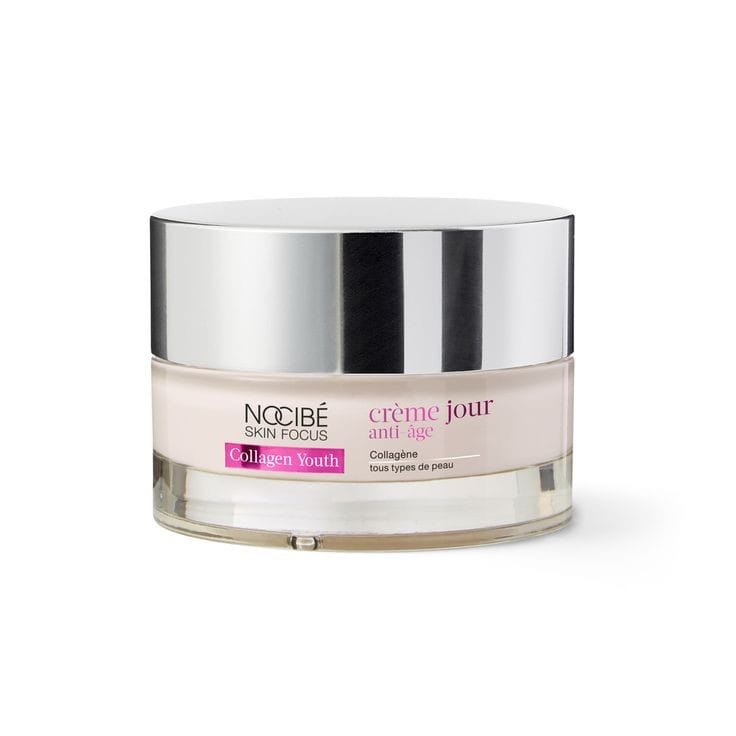 NOCIBÉ
SKIN FOCUS
Collagen Youth
crème jour
anti-âge
Collagène
tous types de peau